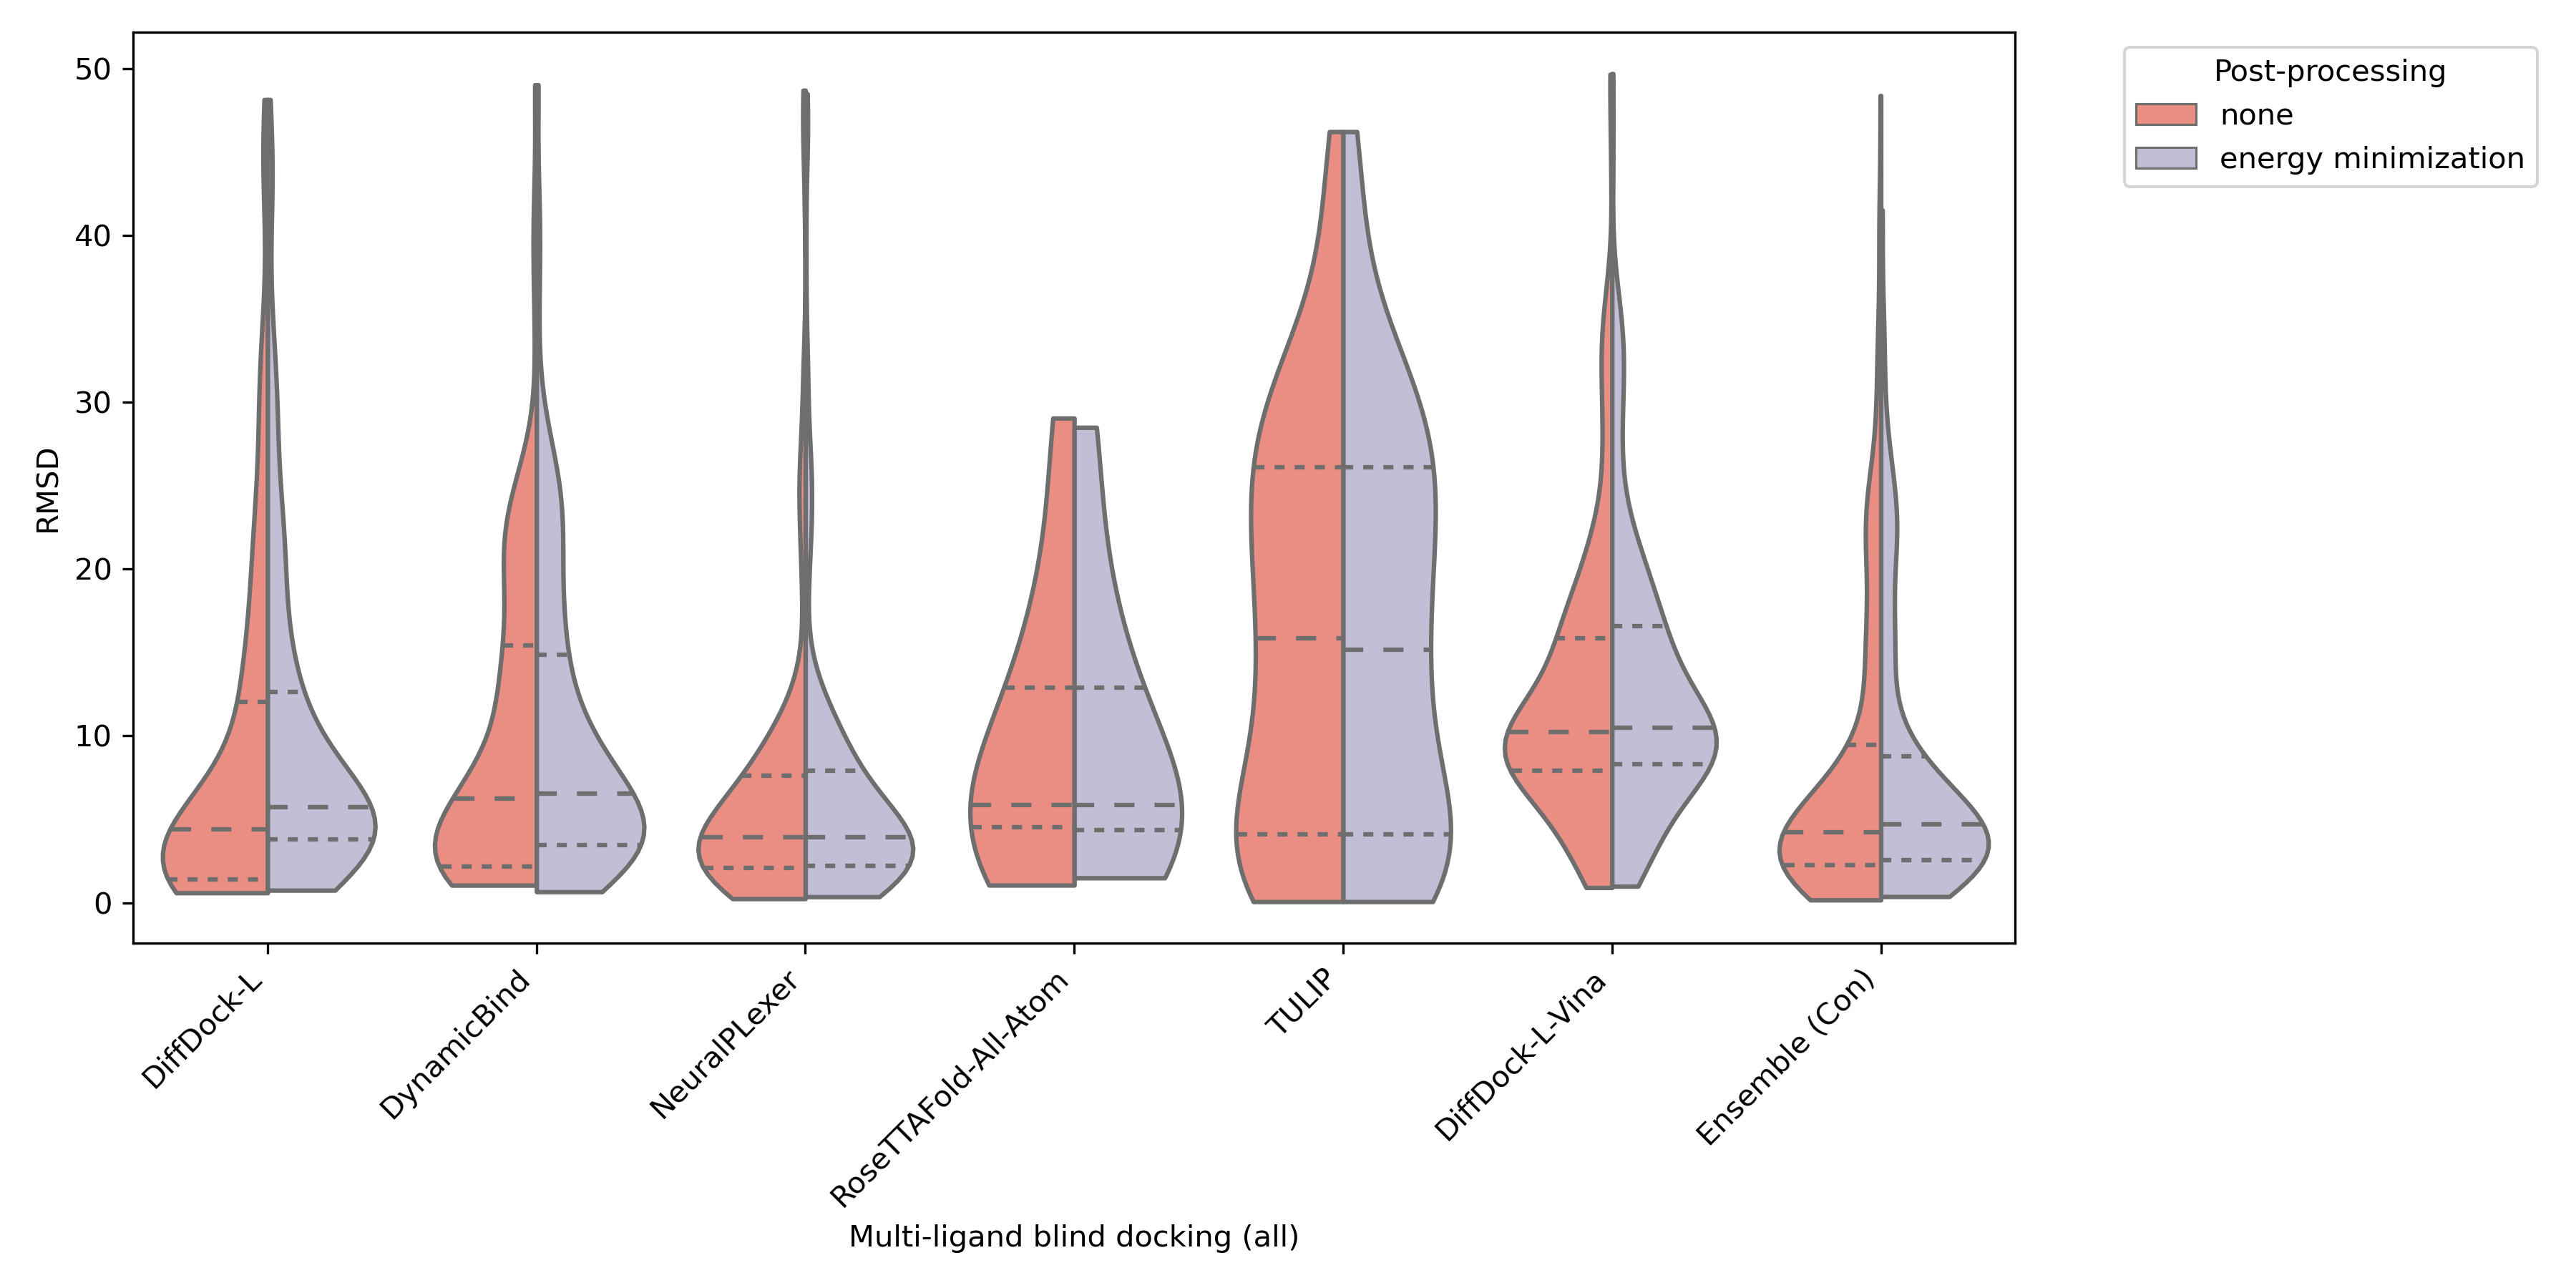 50
40
30
20
10
0
RMSD
DiffDock-L
DynamicBind
NeuralPLexer
RoseTTAFold-All-Atom
TULIP
DiffDock-L-Vina
Ensemble (Con)
Multi-ligand blind docking (all)
Post-processing
none
energy minimization